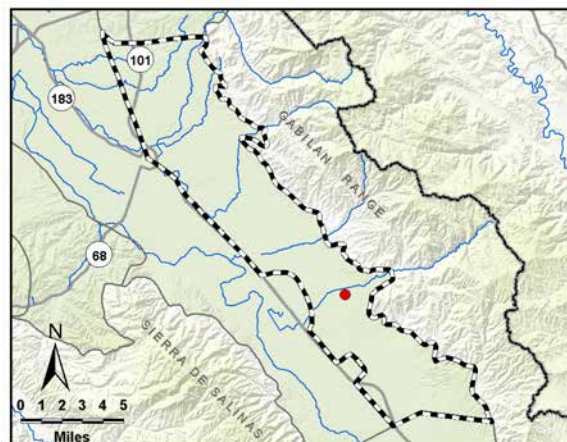 101
183
GABILAN RANGE
68
SIERRA DE SALINAS
N
0 1 2 3 4 5
Miles